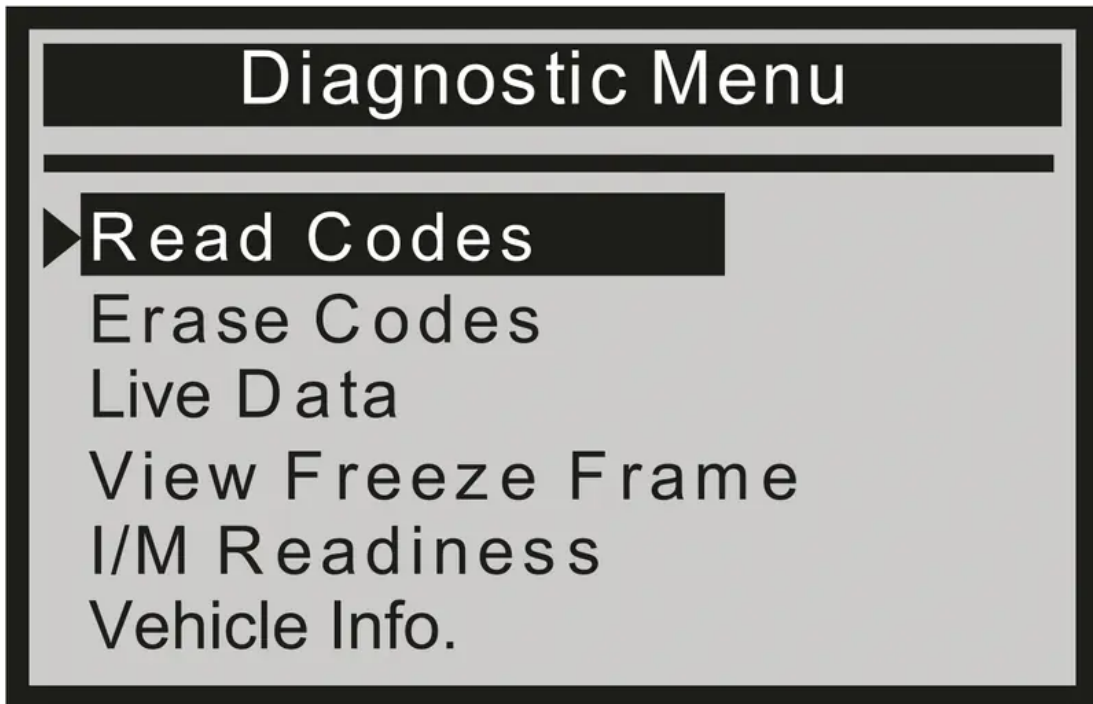 Diagnostic Menu
Read Codes
Erase Codes
Live Data
View Freeze Frame
I/M Readiness
Vehicle Info.